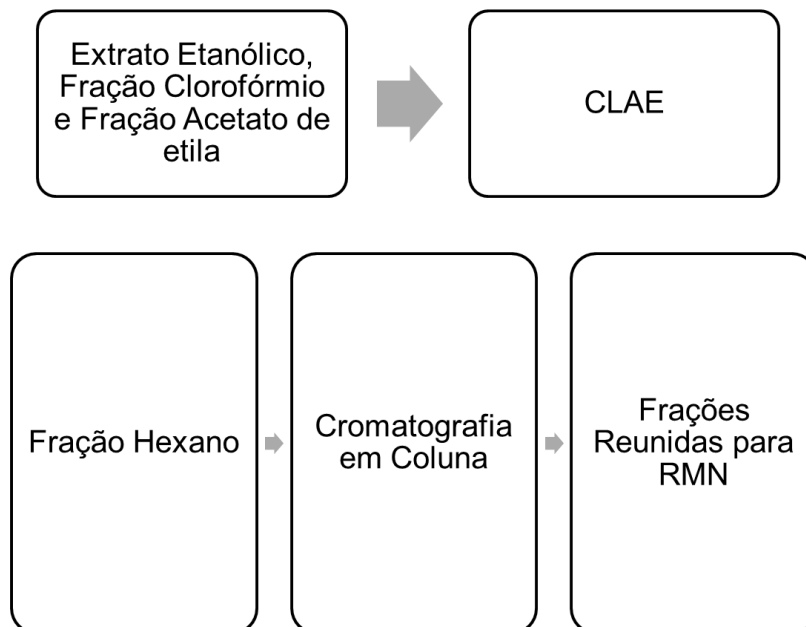 Extrato Etanólico,
Fração Clorofórmio
e Fração Acetato de
etila
CLAE
Fração Hexano
Cromatografia
em Coluna
Frações
Reunidas para
RMN